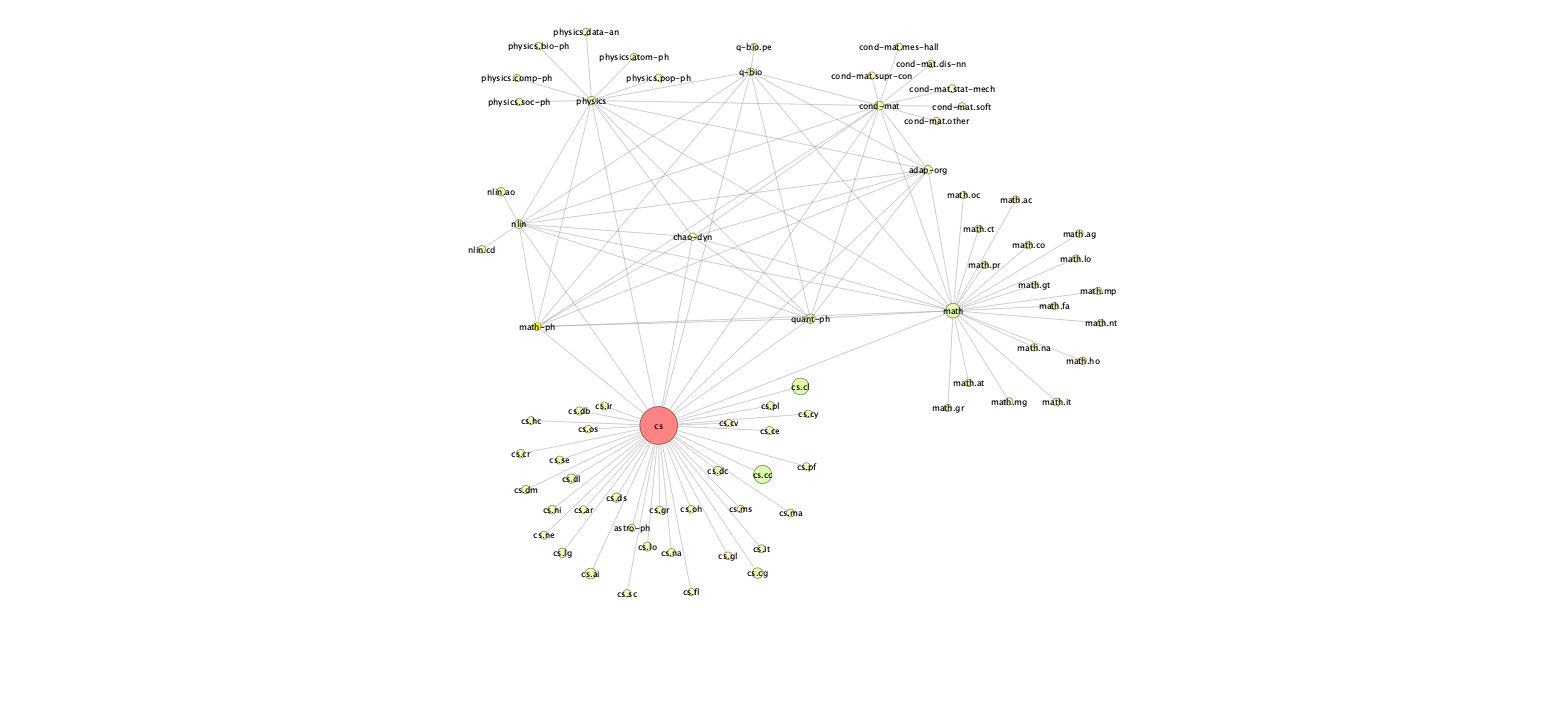 physics.data-an
physics.bio-ph
q-bio.pe
cond-mat.mes-hall
physics.atom-ph
cond-mat.dis-nn
q-bio
cond-mat.supr-con
physics.comp-ph
physics.pop-ph
cond-mat.stat-mech
physics.soc-ph
physics
cond-mat
cond-mat.soft
cond-mat.other
adap-org
nlin.ao
math.oc
math.ac
nlin
math.ct
math.ag
chao-dyn
math.co
nlin.cd
math.lo
math.pr
math.gt
math.mp
math.fa
math
quant-ph
math.nt
math-ph
math.na
math.ho
math.at
cs.cl
math.mg
math.it
math.gr
cs.ir
cs.pl
cs.db
cs.cy
cs.hc
cs.cv
cs
cs.os
cs.ce
cs.cr
cs.se
cs.pf
cs.dc
cs.cc
cs.dl
cs.dm
cs.ds
cs.ni
cs.ar
cs.gr
cs.oh
cs.ms
cs.ma
astro-ph
cs.ne
cs.lo
cs.it
cs.lg
cs.na
cs.gl
cs.ai
cs.cg
cs.sc
cs.fl